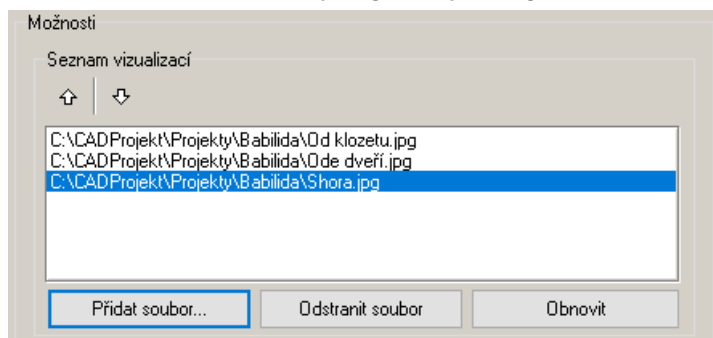 Možnosti
Seznam vizualizací
C:\CADProjekt\Projekty\Babilida\Od klozetu.jpg
C:\CADProjekt\Projekty\Babilida\Ode dveří.jpg
C:\CADProjekt\Projekty\Babilida\Shora.jpg
Přidat soubor... Odstranit soubor Obnovit